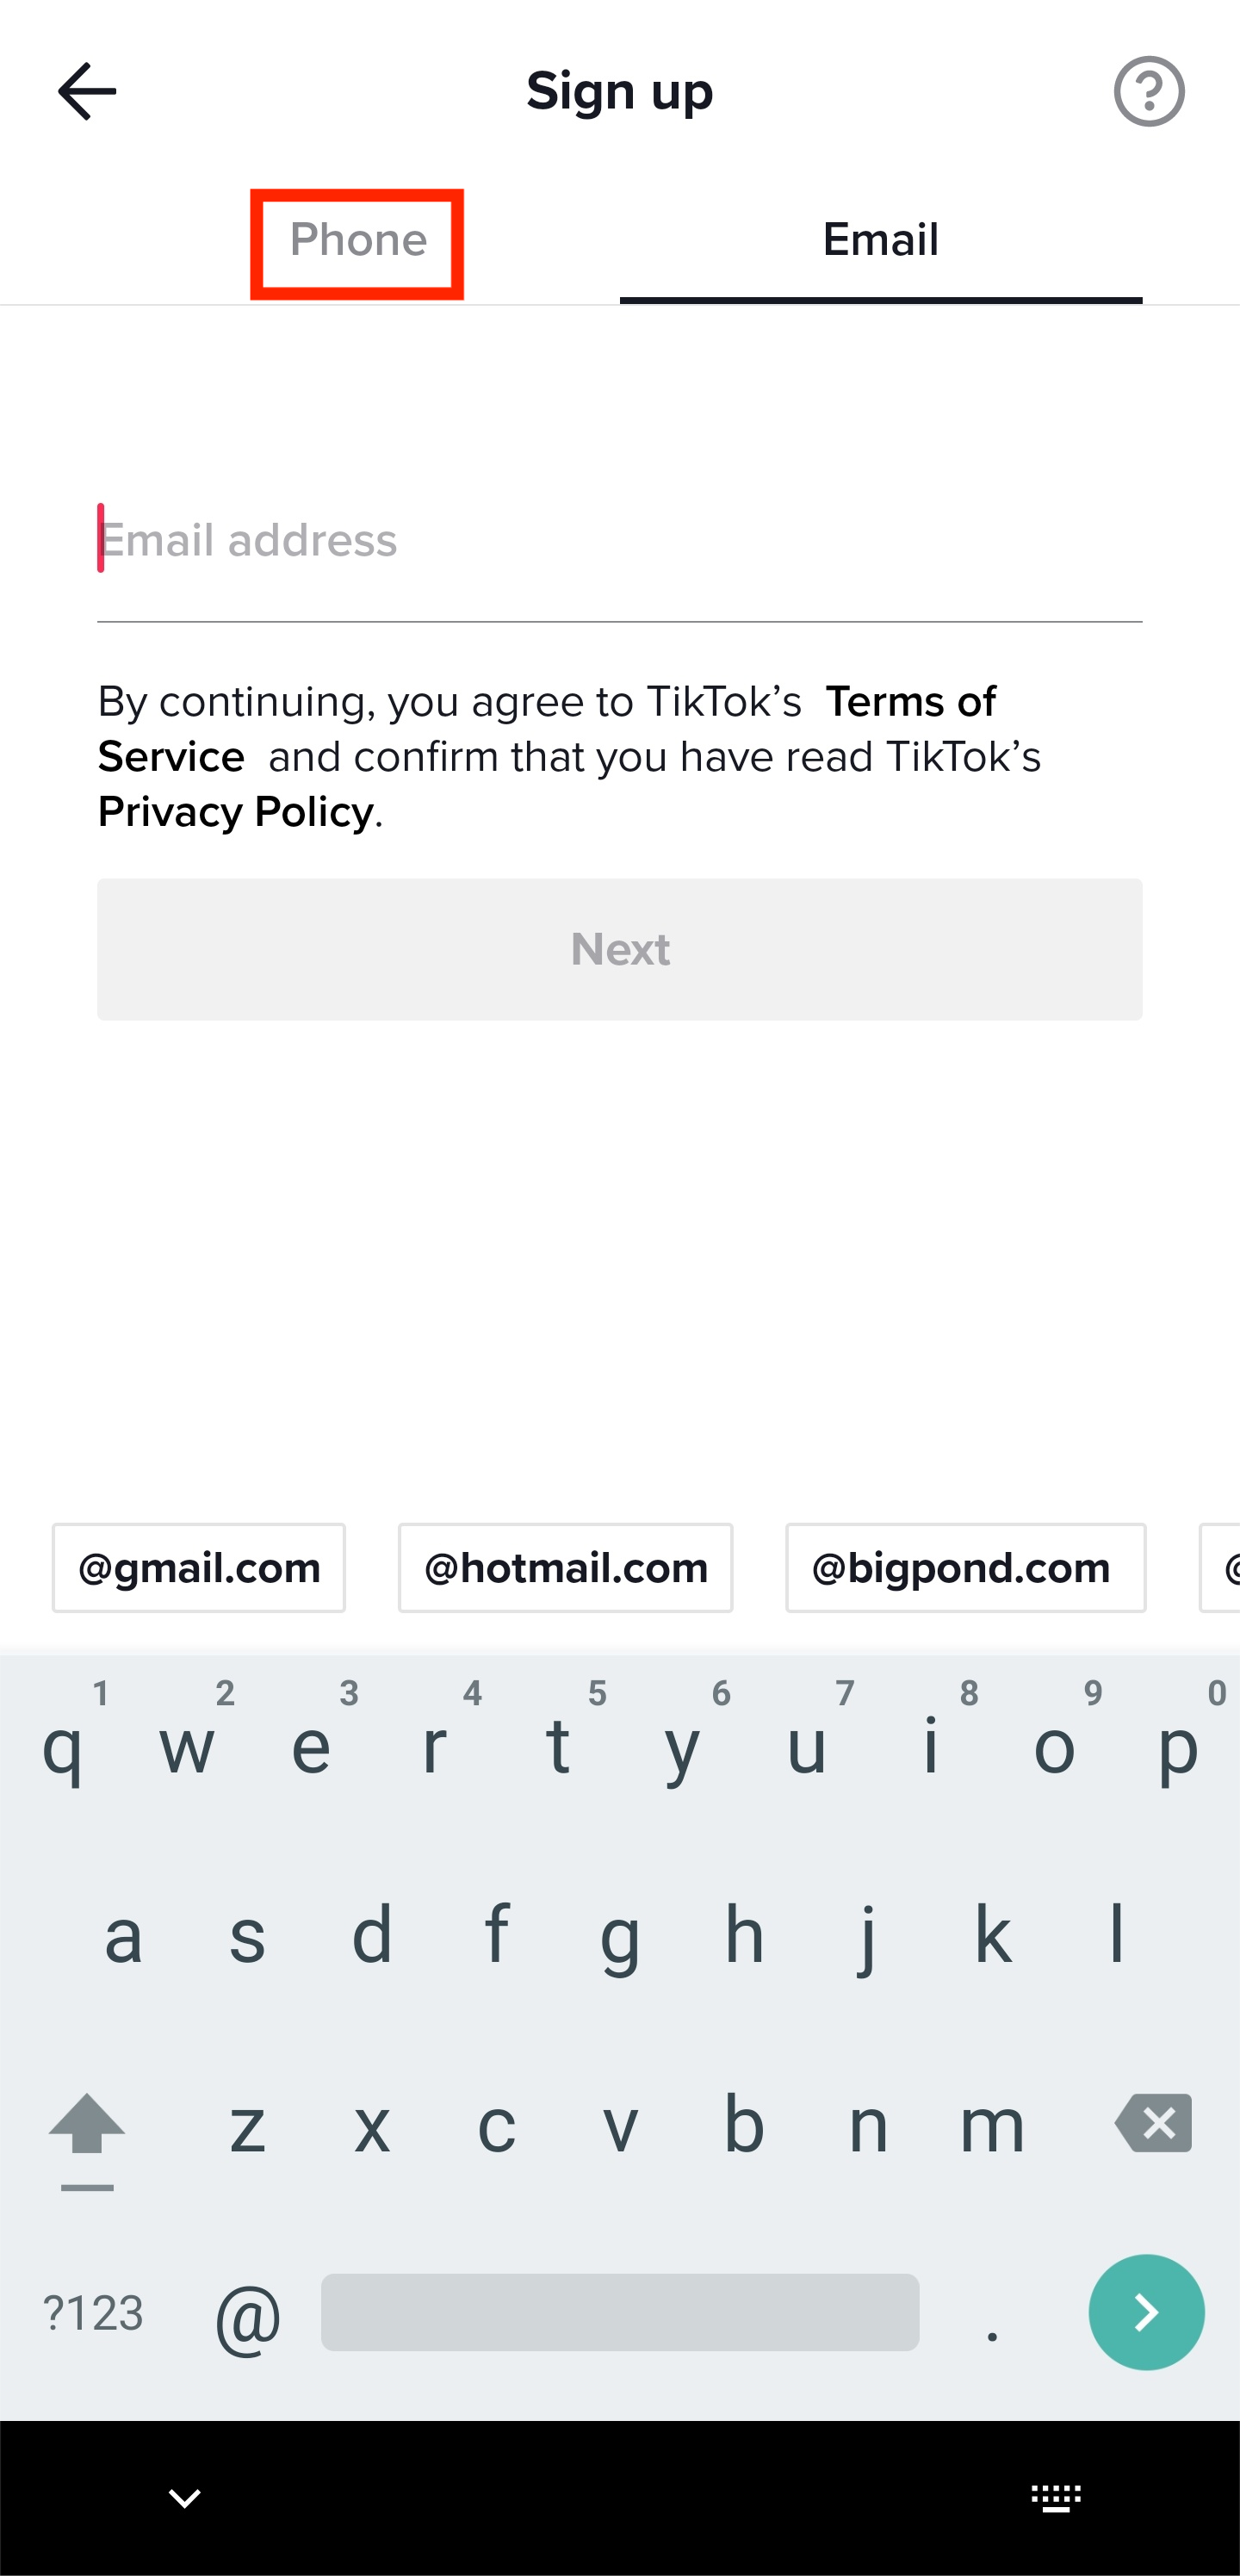 Sign up
?
Phone
Email
Email address
By continuing, you agree to TikTok’s Terms of
Service and confirm that you have read TikTok’s
Privacy Policy.
Next
@gmail.com
@hotmail.com
@bigpond.com
@
1 2 3 4 5 6 7 8 9 0
q w e r t y u i o p
a s d f g h j k l
z x c v b n m
?123 @ .